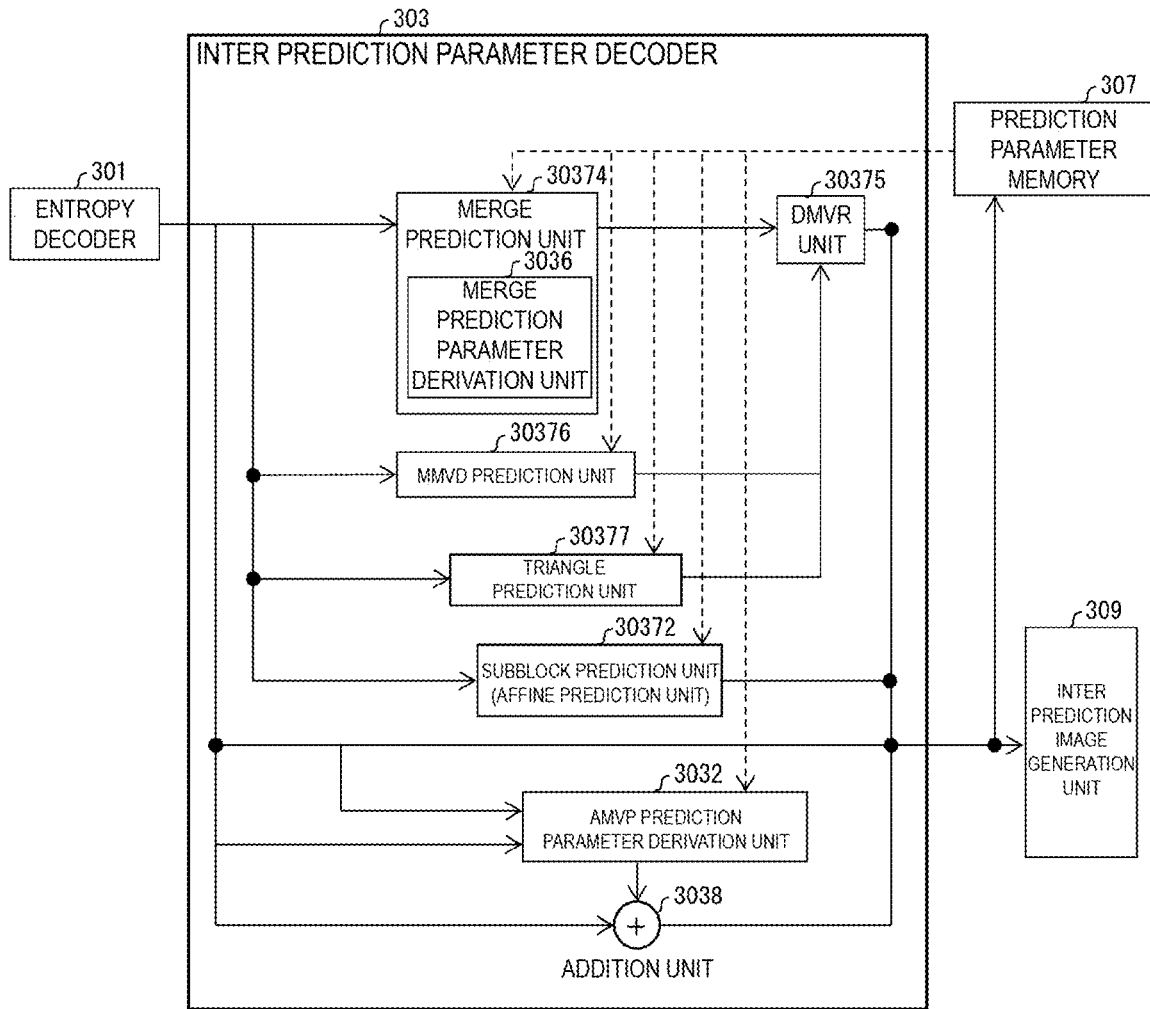 303
INTER PREDICTION PARAMETER DECODER
307
PREDICTION
PARAMETER
MEMORY
301
ENTROPY
DECODER
30374
MERGE
PREDICTION UNIT
3036
MERGE
PREDICTION
PARAMETER
DERIVATION UNIT
30375
DMVR
UNIT
30376
MMVD PREDICTION UNIT
30377
TRIANGLE
PREDICTION UNIT
30372
SUBBLOCK PREDICTION UNIT
(AFFINE PREDICTION UNIT)
309
INTER
PREDICTION
IMAGE
GENERATION
UNIT
3032
AMVP PREDICTION
PARAMETER DERIVATION UNIT
3038
+
ADDITION UNIT